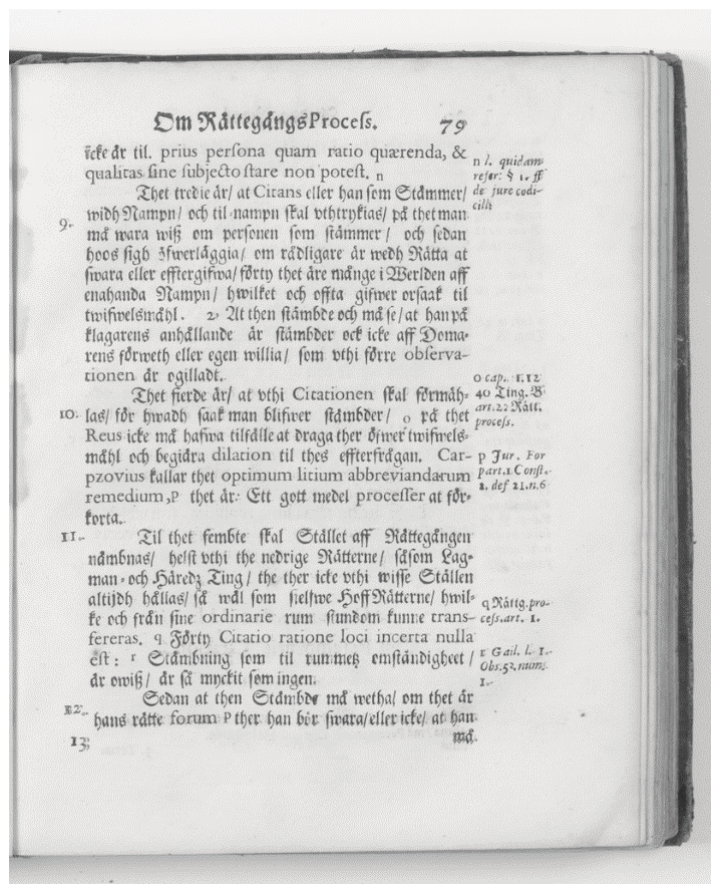 Om RättegångsProcess. 79
icke är til. prius persona quam ratio quærenda, &
qualitas sine subjecto stare non potest. n
n l. quidam
refer: § 1. ff
de jure codi-
cill:
Thet tredie är/ at Citans eller han som Stämmer/
9. widh Nampn/ och til nampn skal vthtrykias/ på thet man
må wara wiß om personen som stämmer/ och sedan
hoos sigh öfwerläggia/ om rådligare är wedh Rätta at
swara eller efftergifwa/ förty thet äre månge i Werlden aff
enahanda Nampn/ hwilket och offta gifwer orsaak til
twifwelsmåhl. 2. At then stämbde och må se/ at han på
klagarens anhållande är stämbder ock icke aff Doma-
rens förweth eller egen willia/ som vthi förre observa-
tionen är ogilladt.
Thet fierde är/ at vthi Citationen skal förmäh-
10. las/ för hwadh saak man blifwer stämbder/ o på thet
Reus icke må hafwa tilfälle at draga ther öfwer twifwels-
måhl och begiära dilation til thes effterfrågan. Car-
pzovius kallar thet optimum litium abbreviandarum
remedium, p thet är: Ett gott medel processer at för-
korta.
o cap. 1. 12
40 Ting. B
art. 22 Rätt.
process.
p Jur. For
part. 1 Const.
1. def 21. n. 6
11. Til thet fembte skal Stället aff Rättegången
nämbnas/ helst vthi the nedrige Rätterne/ såsom Lag-
man- och Häredz Ting/ the ther icke vthi wisse Ställen
altijdh hållas/ så wäl som sielfwe HoffRätterne/ hwil-
ke och från sine ordinarie rum stundom kunne trans-
fereras. q Förty Citatio ratione loci incerta nulla
est: r Stämbning som til rummetz omständigheet/
är owiß/ är så myckit som ingen.
q Rättg. pro-
cess. art. 1.
r Gail. l. 1.
Obs. 52. num.
1.
Sedan at then Stämbde må wetha/ om thet är
12. hans rätte forum p ther han bör swara/ eller icke/ at han
13. må